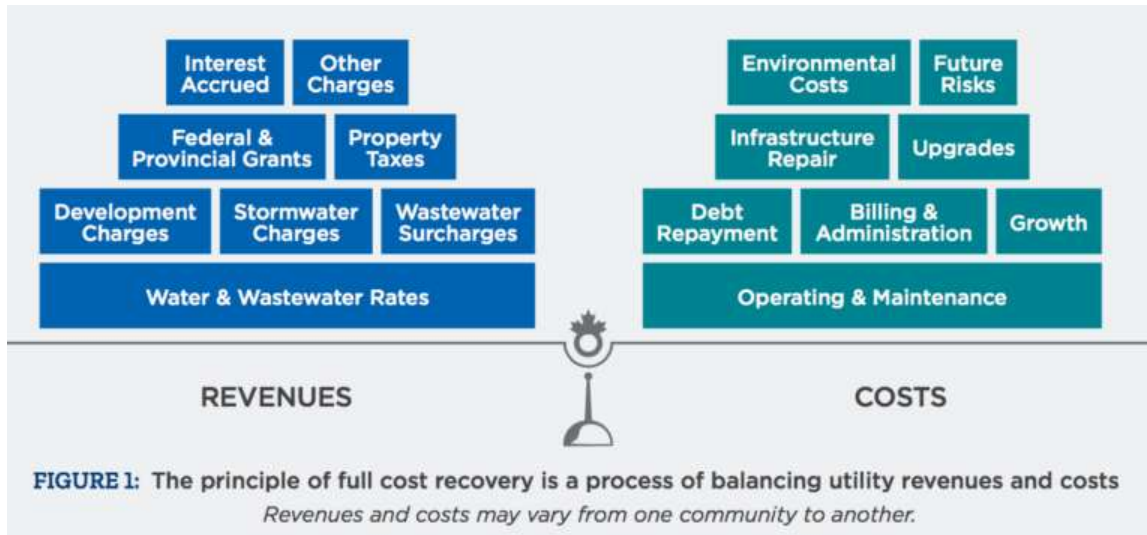 Interest
Accrued
Other
Charges
Federal &
Provincial Grants
Property
Taxes
Development
Charges
Stormwater
Charges
Wastewater
Surcharges
Water & Wastewater Rates
Environmental
Costs
Future
Risks
Infrastructure
Repair
Upgrades
Debt
Repayment
Billing &
Administration
Growth
Operating & Maintenance
REVENUES
COSTS
FIGURE 1: The principle of full cost recovery is a process of balancing utility revenues and costs
Revenues and costs may vary from one community to another.